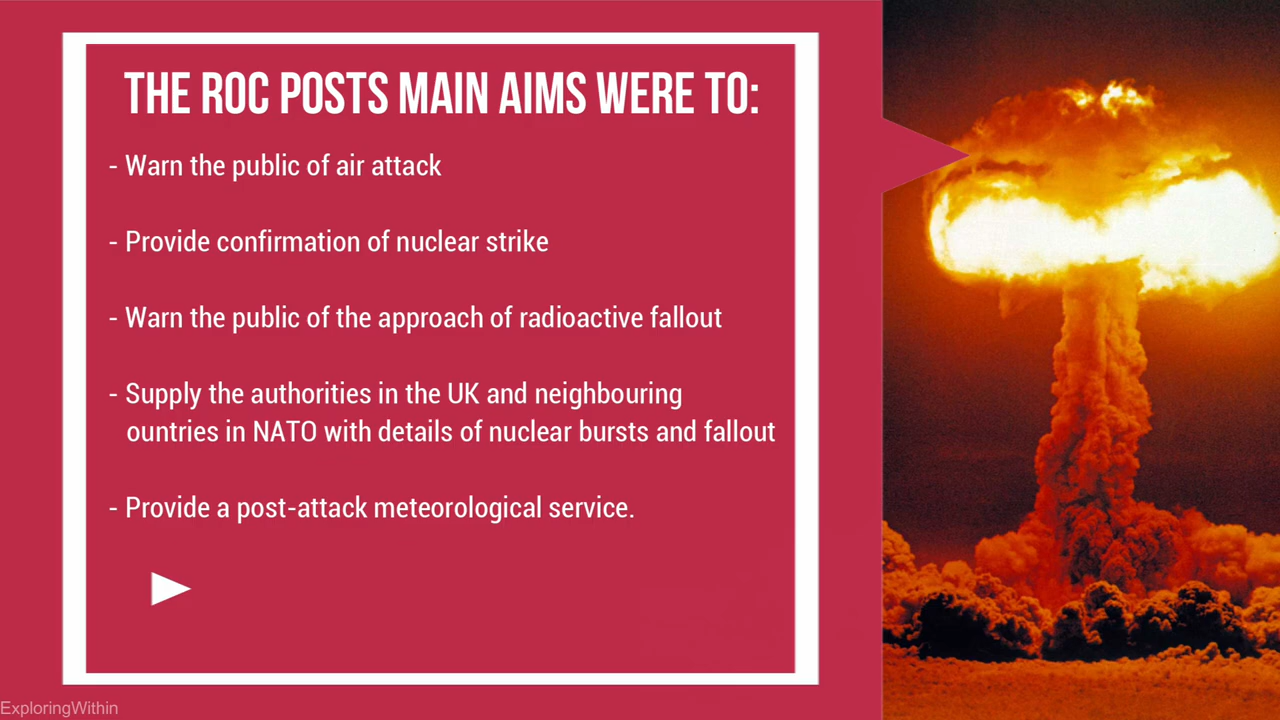 THE ROC POSTS MAIN AIMS WERE TO:
- Warn the public of air attack
- Provide confirmation of nuclear strike
- Warn the public of the approach of radioactive fallout
- Supply the authorities in the UK and neighbouring
ountries in NATO with details of nuclear bursts and fallout
- Provide a post-attack meteorological service.
ExploringWithin